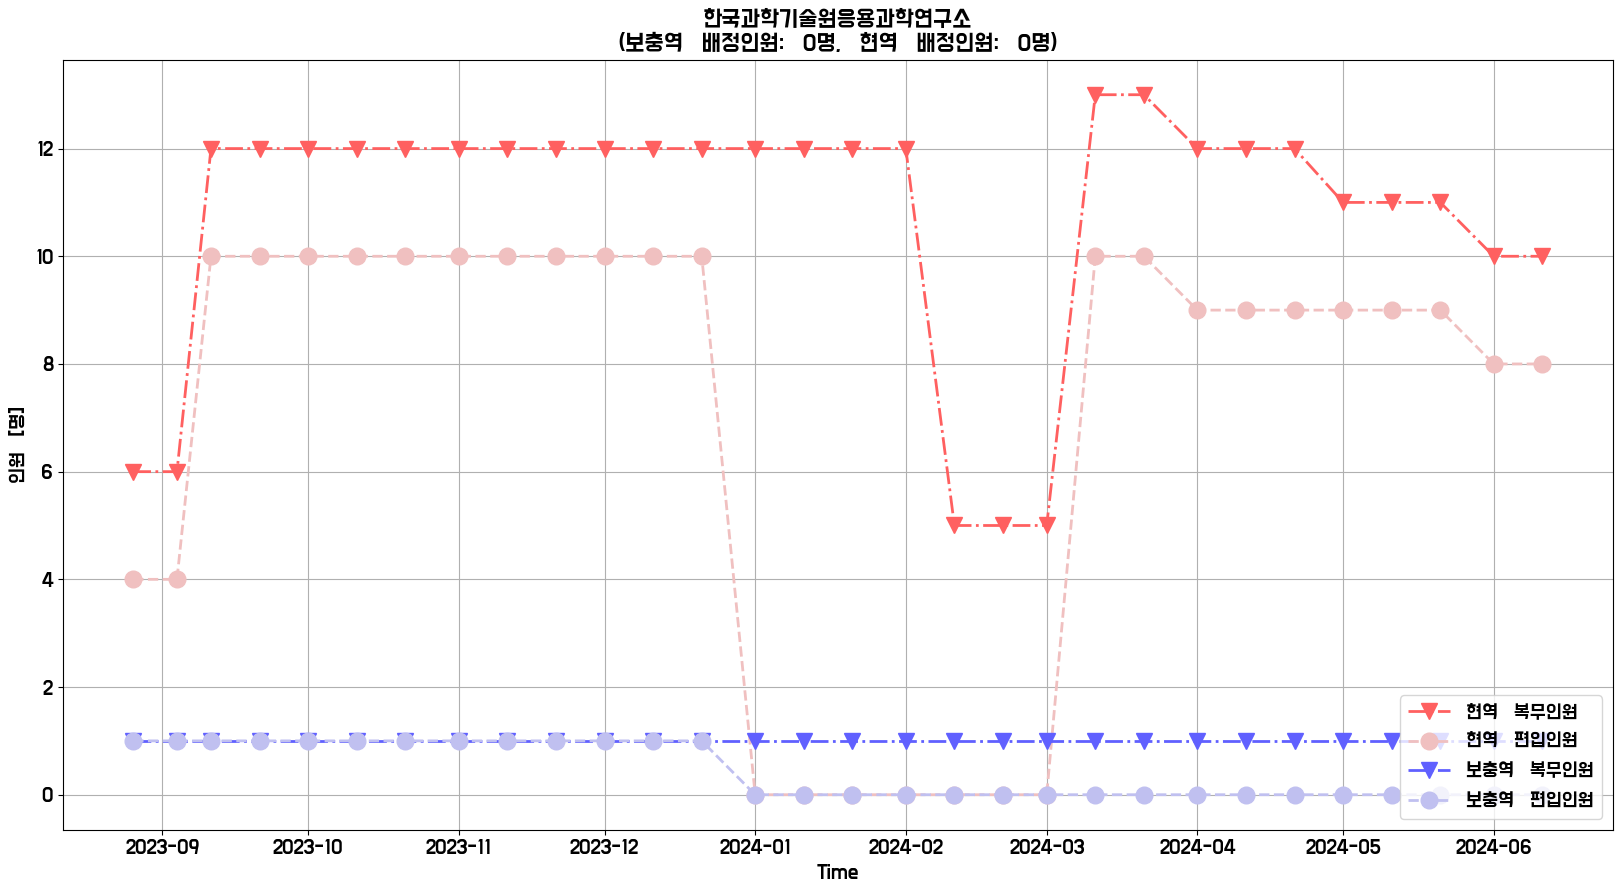 한국과학기술원응용과학연구소
(보충역 배정인원: 0명, 현역 배정인원: 0명)
12
10
8
6
4
2
0
인원 [명]
2023-09
2023-10
2023-11
2023-12
2024-01
2024-02
2024-03
2024-04
2024-05
2024-06
Time
현역 복무인원
현역 편입인원
보충역 복무인원
보충역 편입인원